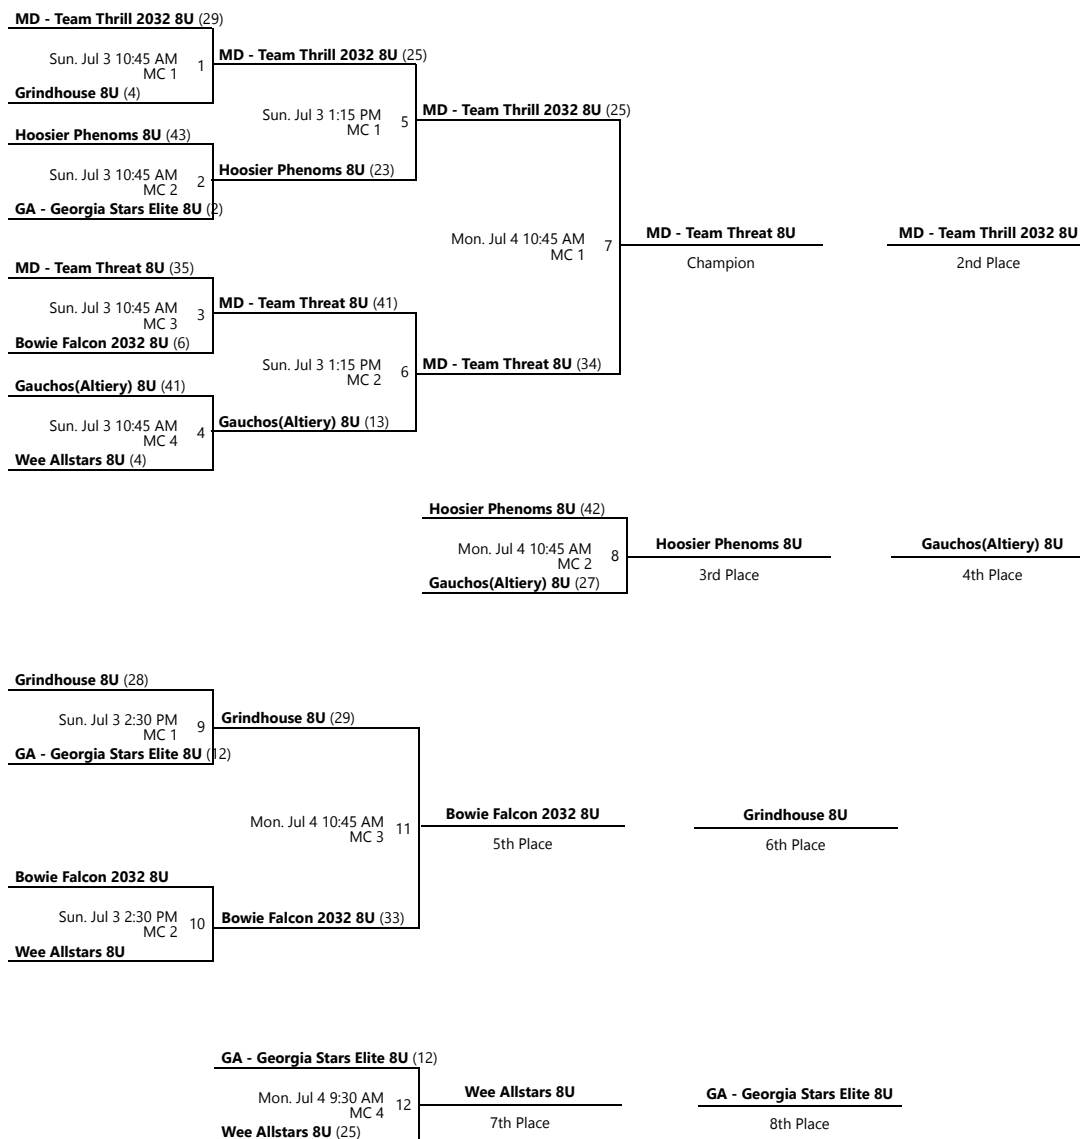 MD - Team Thrill 2032 8U (29)
Sun. Jul 3 10:45 AM
MC 1
1
Grindhouse 8U (4)
MD - Team Thrill 2032 8U (25)
Hoosier Phenoms 8U (43)
Sun. Jul 3 10:45 AM
MC 2
2
GA - Georgia Stars Elite 8U (2)
Hoosier Phenoms 8U (23)
Sun. Jul 3 1:15 PM
MC 1
5
MD - Team Thrill 2032 8U (25)
MD - Team Threat 8U (35)
Sun. Jul 3 10:45 AM
MC 3
3
Bowie Falcon 2032 8U (6)
MD - Team Threat 8U (41)
Gauchos(Altiery) 8U (41)
Sun. Jul 3 10:45 AM
MC 4
4
Wee Allstars 8U (4)
Gauchos(Altiery) 8U (13)
Sun. Jul 3 1:15 PM
MC 2
6
MD - Team Threat 8U (34)
Mon. Jul 4 10:45 AM
MC 1
7
MD - Team Threat 8U
Champion
MD - Team Thrill 2032 8U
2nd Place
Hoosier Phenoms 8U (42)
Mon. Jul 4 10:45 AM
MC 2
8
Gauchos(Altiery) 8U (27)
Hoosier Phenoms 8U
3rd Place
Gauchos(Altiery) 8U
4th Place
Grindhouse 8U (28)
Sun. Jul 3 2:30 PM
MC 1
9
GA - Georgia Stars Elite 8U (12)
Grindhouse 8U (29)
Mon. Jul 4 10:45 AM
MC 3
11
Bowie Falcon 2032 8U
5th Place
Grindhouse 8U
6th Place
Bowie Falcon 2032 8U
Sun. Jul 3 2:30 PM
MC 2
10
Wee Allstars 8U
Bowie Falcon 2032 8U (33)
GA - Georgia Stars Elite 8U (12)
Mon. Jul 4 9:30 AM
MC 4
12
Wee Allstars 8U (25)
Wee Allstars 8U
7th Place
GA - Georgia Stars Elite 8U
8th Place